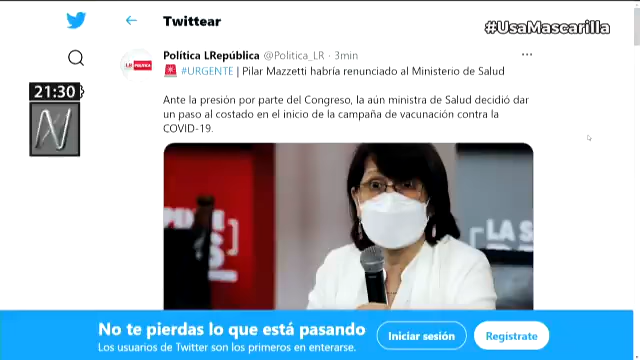 #UsaMascarilla
Twittear
Política LRepública @Politica_LR · 3min
#URGENTE | Pilar Mazzetti habría renunciado al Ministerio de Salud
21:30
N
Ante la presión por parte del Congreso, la aún ministra de Salud decidió dar
un paso al costado en el inicio de la campaña de vacunación contra la
COVID-19.
LA S
No te pierdas lo que está pasando
Los usuarios de Twitter son los primeros en enterarse.
Iniciar sesión
Regístrate